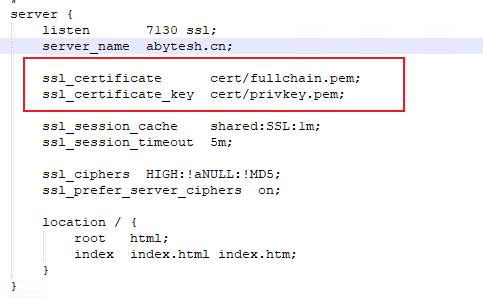 server {
listen 7130 ssl;
server_name abytesh.cn;
ssl_certificate cert/fullchain.pem;
ssl_certificate_key cert/privkey.pem;
ssl_session_cache shared:SSL:1m;
ssl_session_timeout 5m;
ssl_ciphers HIGH:!aNULL:!MD5;
ssl_prefer_server_ciphers on;
location / {
root html;
index index.html index.htm;
}
}